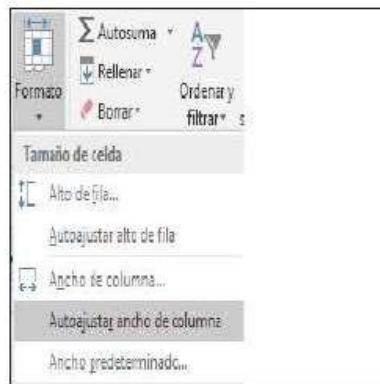 Autosuma
Rellenar
Formato
Borrar
Ordenar y
filtrar
s
Tamaño de celda
Alto de fila...
Autoajustar alto de fila
Ancho de columna...
Autoajustar ancho de columna
Ancho predeterminado...